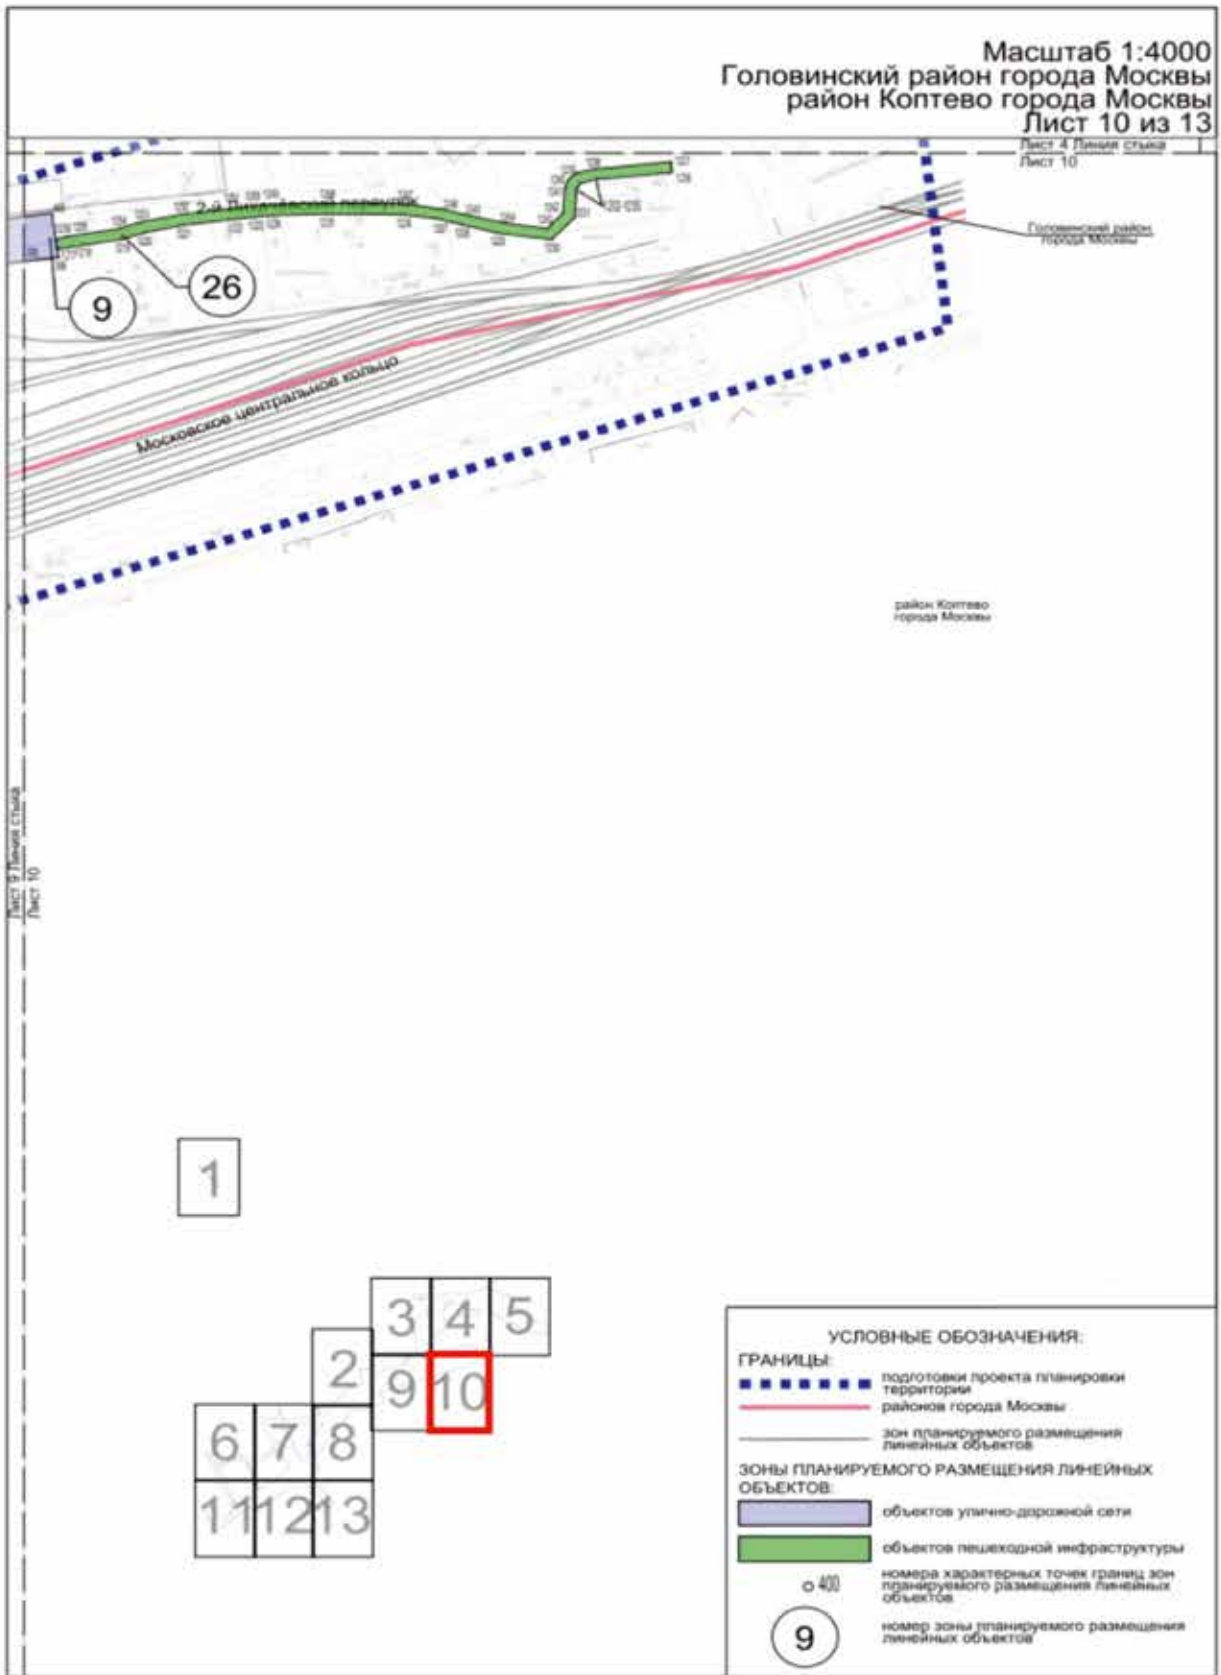 Масштаб 1:4000
Головинский район города Москвы
район Коптево города Москвы
Лист 10 из 13
Лист 4 Линия стыка
Лист 10
Головинский район
города Москвы
2-й Лихачёвский переулок
26
9
Московское центральное кольцо
район Коптево
города Москвы
Лист 9 Линия стыка
Лист 10
1
3 4 5
2
9 10
6 7 8
11 12 13
УСЛОВНЫЕ ОБОЗНАЧЕНИЯ:
ГРАНИЦЫ:
подготовки проекта планировки
территории
районов города Москвы
зон планируемого размещения
линейных объектов
ЗОНЫ ПЛАНИРУЕМОГО РАЗМЕЩЕНИЯ ЛИНЕЙНЫХ
ОБЪЕКТОВ:
объектов улично-дорожной сети
объектов пешеходной инфраструктуры
400
номера характерных точек границ зон
планируемого размещения линейных
объектов
9
номер зоны планируемого размещения
линейных объектов